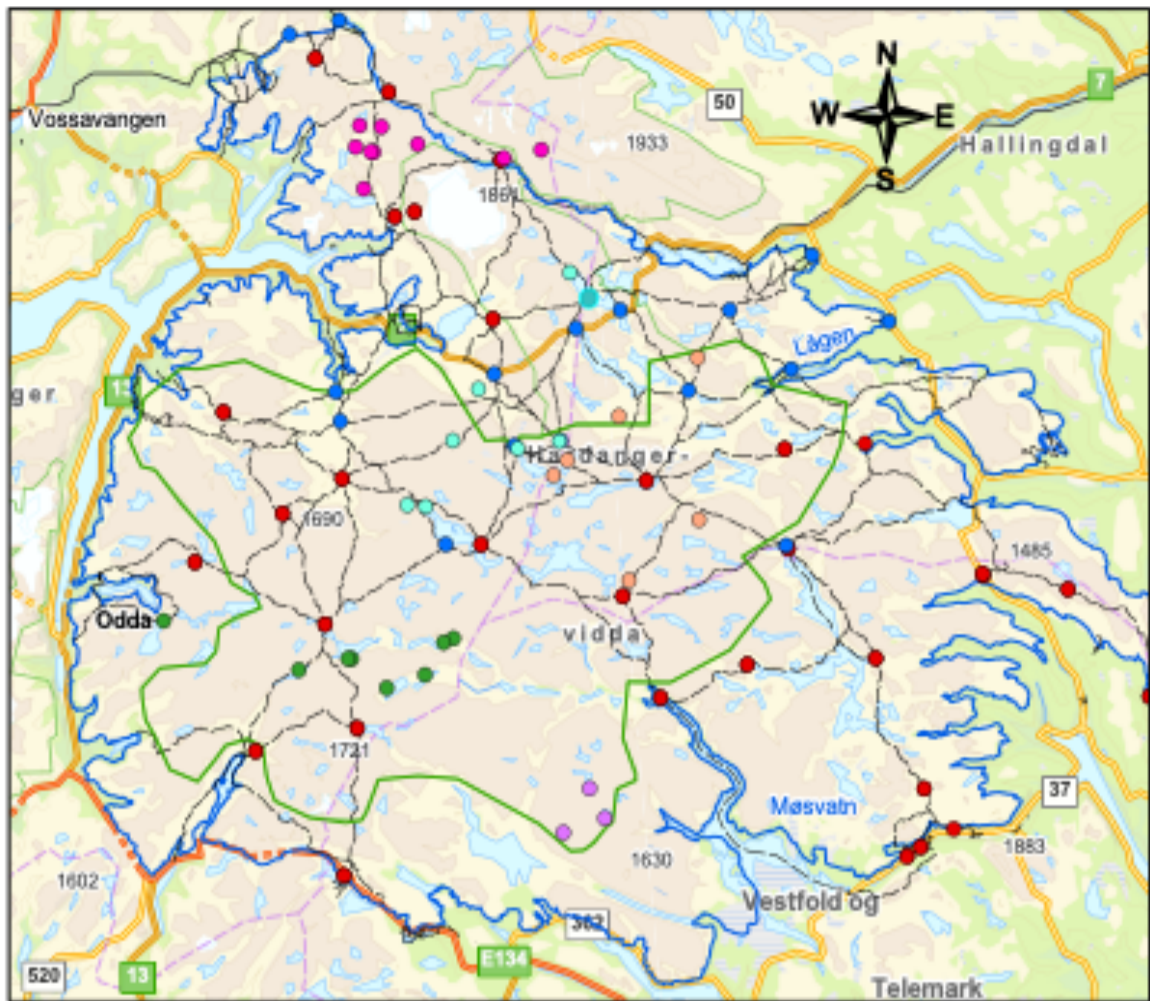 N
50
7
Vossavangen
W
E
1933
Hallingdal
S
1861
Lågen
13
ger
Hardanger-
1690
1485
Odda
vidda
1721
37
Møsvatn
1883
1630
1602
Vestfold og
362
E134
520
13
Telemark